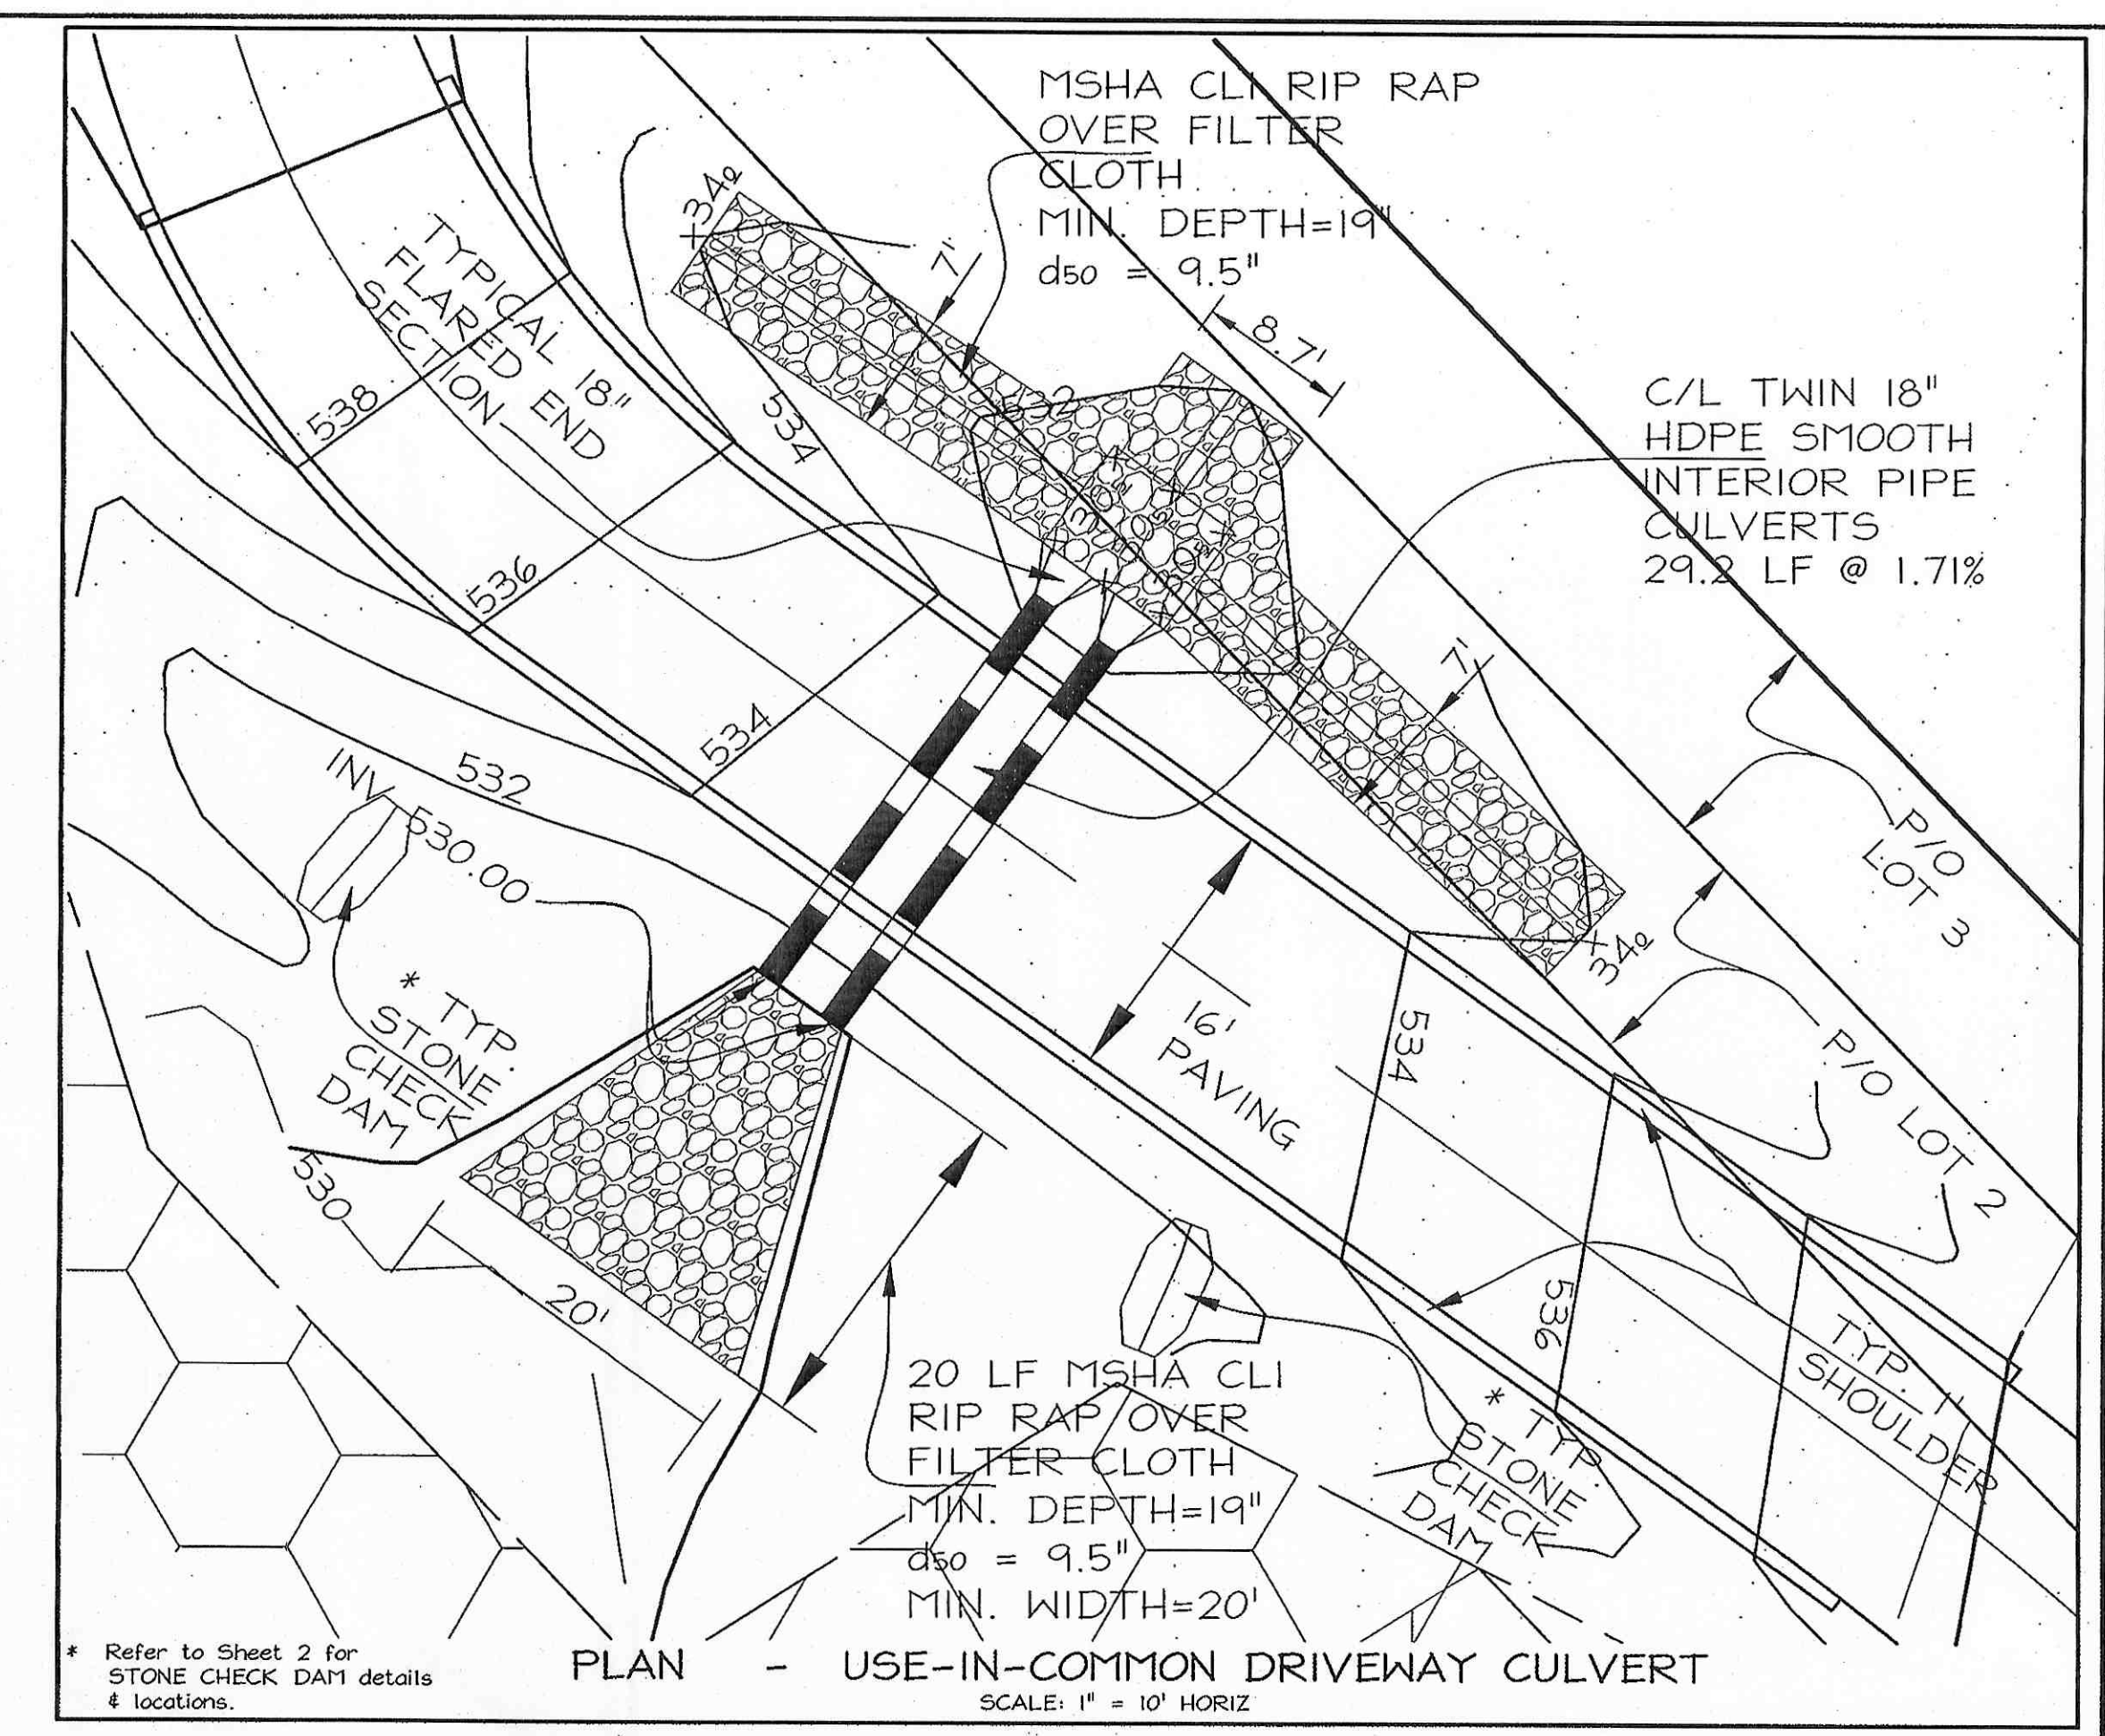 MSHA CLI RIP RAP
OVER FILTER
CLOTH
MIN. DEPTH=19"
d50 = 9.5"
7'
8.7'
C/L TWIN 18"
HDPE SMOOTH
INTERIOR PIPE
CULVERTS
29.2 LF @ 1.71%
TYPICAL 18"
FLARED END
SECTION
538
536
534
534
532
532
INV 530.00
* TYP.
STONE
CHECK
DAM
530
20'
7'
P/O
LOT 3
P/O LOT 2
16'
PAVING
534
536
TYP. 1'
SHOULDER
* TYP.
STONE
CHECK
DAM
20 LF MSHA CLI
RIP RAP OVER
FILTER CLOTH
MIN. DEPTH=19"
d50 = 9.5"
MIN. WIDTH=20'
* Refer to Sheet 2 for
STONE CHECK DAM details
& locations.
PLAN - USE-IN-COMMON DRIVEWAY CULVERT
SCALE: 1" = 10' HORIZ